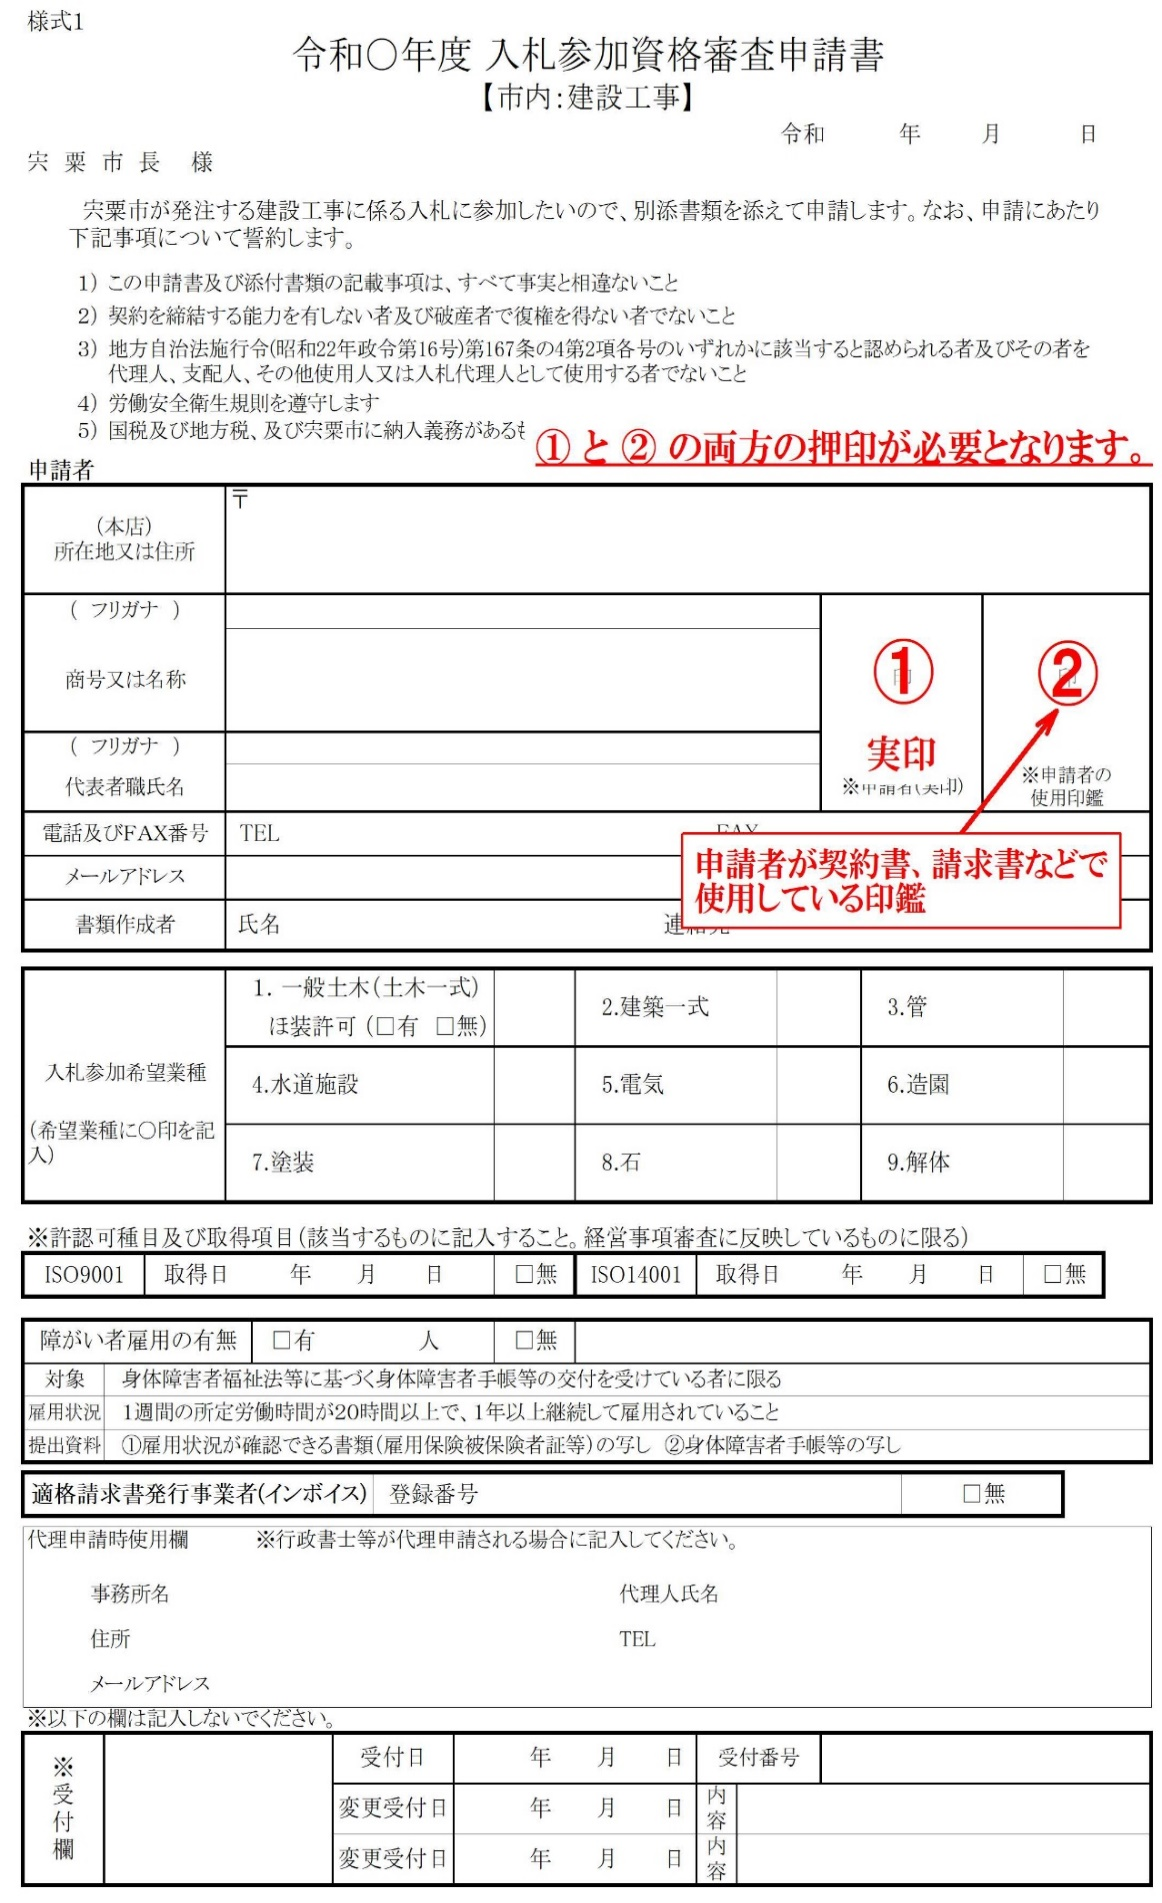 様式1
令和〇年度 入札参加資格審査申請書
【市内:建設工事】
令和 年 月 日
宍 粟 市 長 様
宍粟市が発注する建設工事に係る入札に参加したいので、別添書類を添えて申請します。なお、申請にあたり
下記事項について誓約します。
1) この申請書及び添付書類の記載事項は、すべて事実と相違ないこと
2) 契約を締結する能力を有しない者及び破産者で復権を得ない者でないこと
3) 地方自治法施行令(昭和22年政令第16号)第167条の4第2項各号のいずれかに該当すると認められる者及びその者を
代理人、支配人、その他使用人又は入札代理人として使用する者でないこと
4) 労働安全衛生規則を遵守します
5) 国税及び地方税、及び宍粟市に納入義務がある
① と ② の両方の押印が必要となります。
申請者
(本店)
所在地又は住所
〒
( フリガナ )
商号又は名称
① 印
実印
※申請者(実印)
② 印
※申請者の
使用印鑑
( フリガナ )
代表者職氏名
電話及びFAX番号 TEL FAX
申請者が契約書、請求書などで
使用している印鑑
メールアドレス
書類作成者 氏名 連絡先
入札参加希望業種
(希望業種に〇印を記
入)
1. 一般土木(土木一式)
ほ装許可 (□有 □無)
2.建築一式
3.管
4.水道施設
5.電気
6.造園
7.塗装
8.石
9.解体
※許認可種目及び取得項目(該当するものに記入すること。経営事項審査に反映しているものに限る)
ISO9001 取得日 年 月 日 □無 ISO14001 取得日 年 月 日 □無
障がい者雇用の有無 □有 人 □無
対象 身体障害者福祉法等に基づく身体障害者手帳等の交付を受けている者に限る
雇用状況 1週間の所定労働時間が20時間以上で、1年以上継続して雇用されていること
提出資料 ①雇用状況が確認できる書類(雇用保険被保険者証等)の写し ②身体障害者手帳等の写し
適格請求書発行事業者(インボイス) 登録番号 □無
代理申請時使用欄 ※行政書士等が代理申請される場合に記入してください。
事務所名 代理人氏名
住所 TEL
メールアドレス
※以下の欄は記入しないでください。
※受付欄
受付日 年 月 日 受付番号
変更受付日 年 月 日 内容
変更受付日 年 月 日 内容